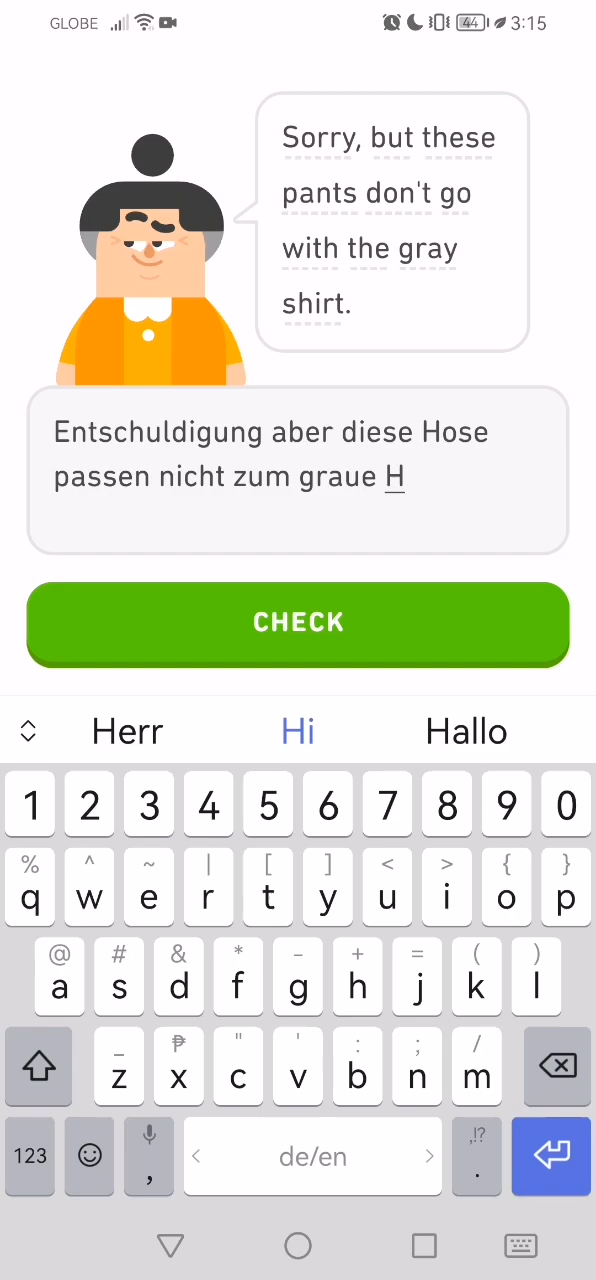 GLOBE 44 3:15
Sorry, but these
pants don't go
with the gray
shirt.
Entschuldigung aber diese Hose
passen nicht zum graue H
CHECK
Herr Hi Hallo
1 2 3 4 5 6 7 8 9 0
% ^ ~ | [ ] < > { }
q w e r t y u i o p
@ # & * - + = ( )
a s d f g h j k l
_ ₱ " ' : ; /
z x c v b n m
123 , de/en ,!? .